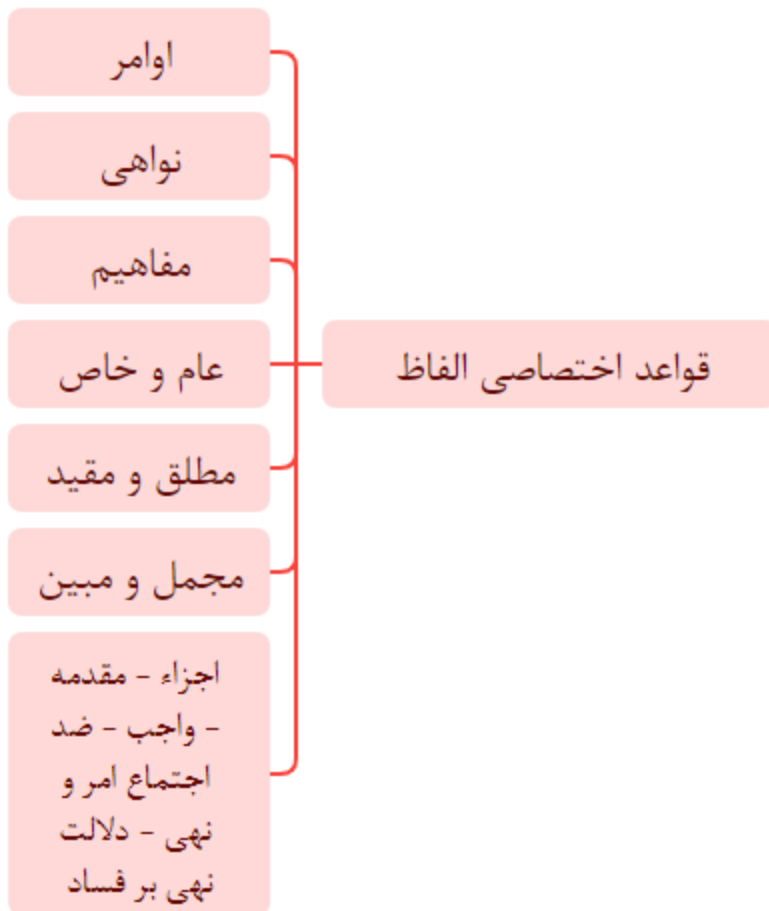 قواعد اختصاصی الفاظ
اوامر
نواهی
مفاهیم
عام و خاص
مطلق و مقید
مجمل و مبین
اجزاء - مقدمه
- واجب - ضد
اجتماع امر و
نهی - دلالت
نهی بر فساد